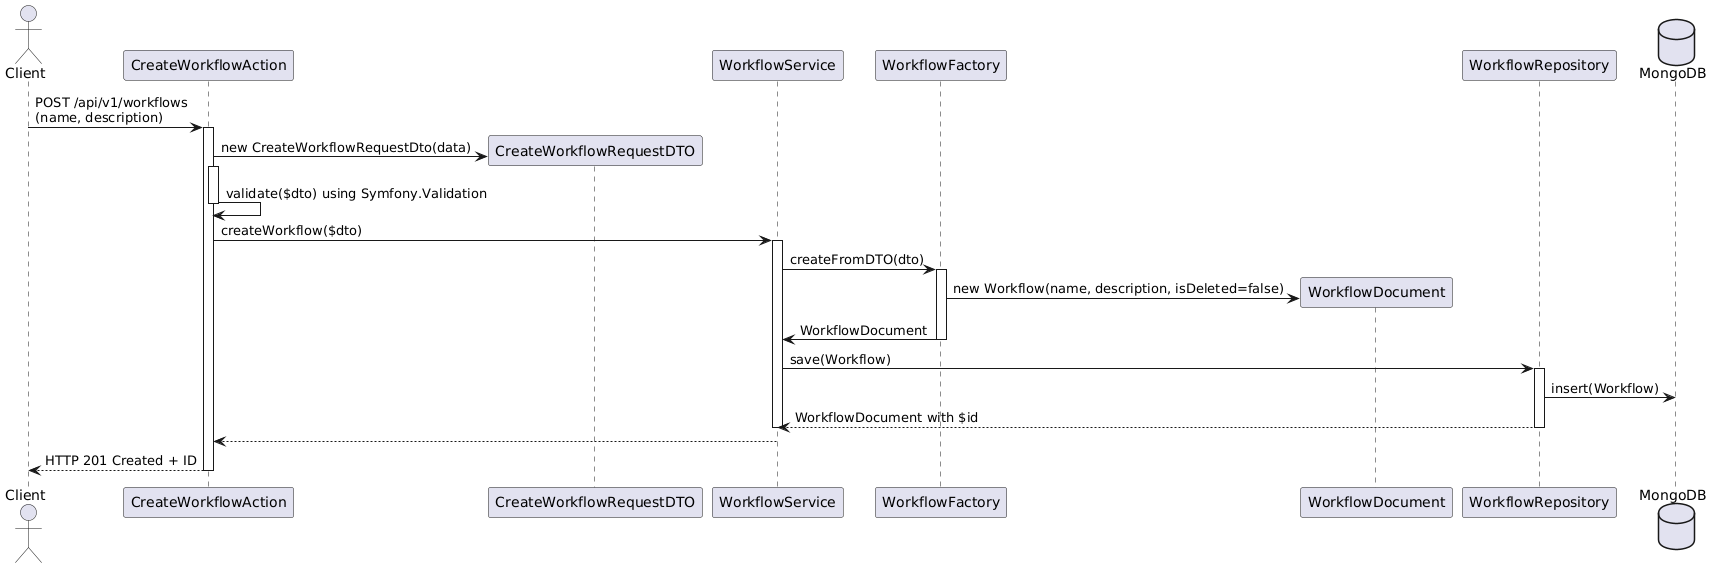 Client
CreateWorkflowAction
WorkflowService
WorkflowFactory
WorkflowRepository
MongoDB
POST /api/v1/workflows
(name, description)
new CreateWorkflowRequestDto(data)
CreateWorkflowRequestDTO
validate($dto) using Symfony.Validation
createWorkflow($dto)
createFromDTO(dto)
new Workflow(name, description, isDeleted=false)
WorkflowDocument
WorkflowDocument
save(Workflow)
insert(Workflow)
WorkflowDocument with $id
HTTP 201 Created + ID
Client
CreateWorkflowAction
CreateWorkflowRequestDTO
WorkflowService
WorkflowFactory
WorkflowDocument
WorkflowRepository
MongoDB